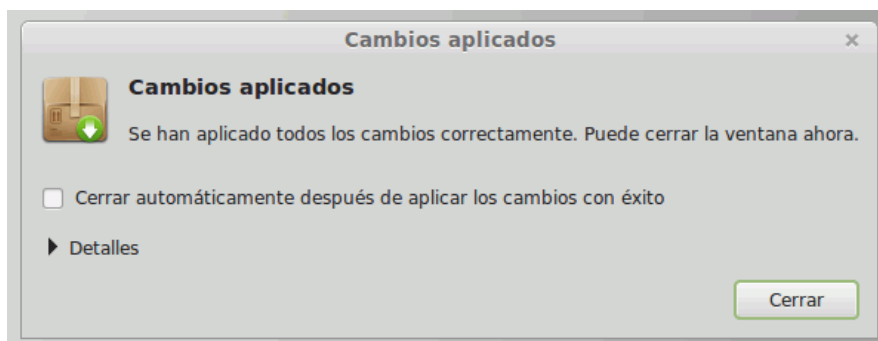 Cambios aplicados
Cambios aplicados
Se han aplicado todos los cambios correctamente. Puede cerrar la ventana ahora.
Cerrar automáticamente después de aplicar los cambios con éxito
Detalles
Cerrar